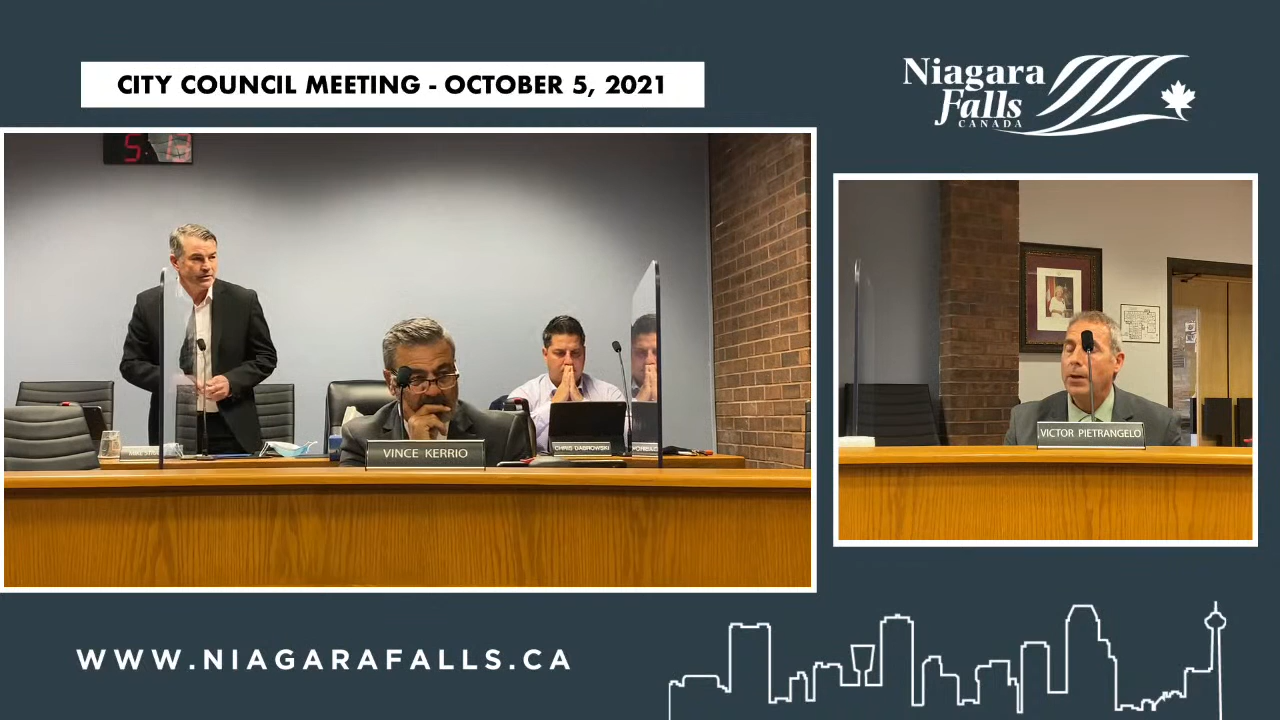 CITY COUNCIL MEETING - OCTOBER 5, 2021
Niagara
Falls
CANADA
VINCE KERRIO
CHRIS DABROWSKI
VICTOR PIETRANGELO
WWW.NIAGARAFALLS.CA